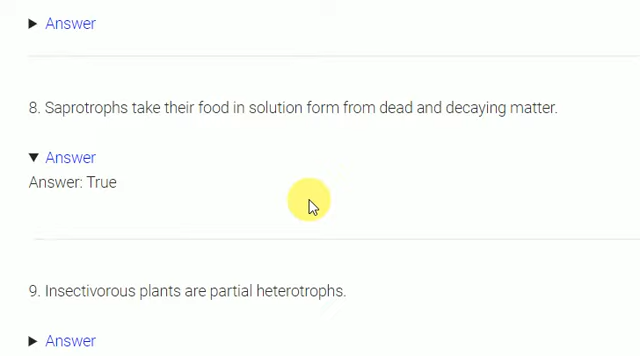 Answer
8. Saprotrophs take their food in solution form from dead and decaying matter.
Answer
Answer: True
9. Insectivorous plants are partial heterotrophs.
Answer